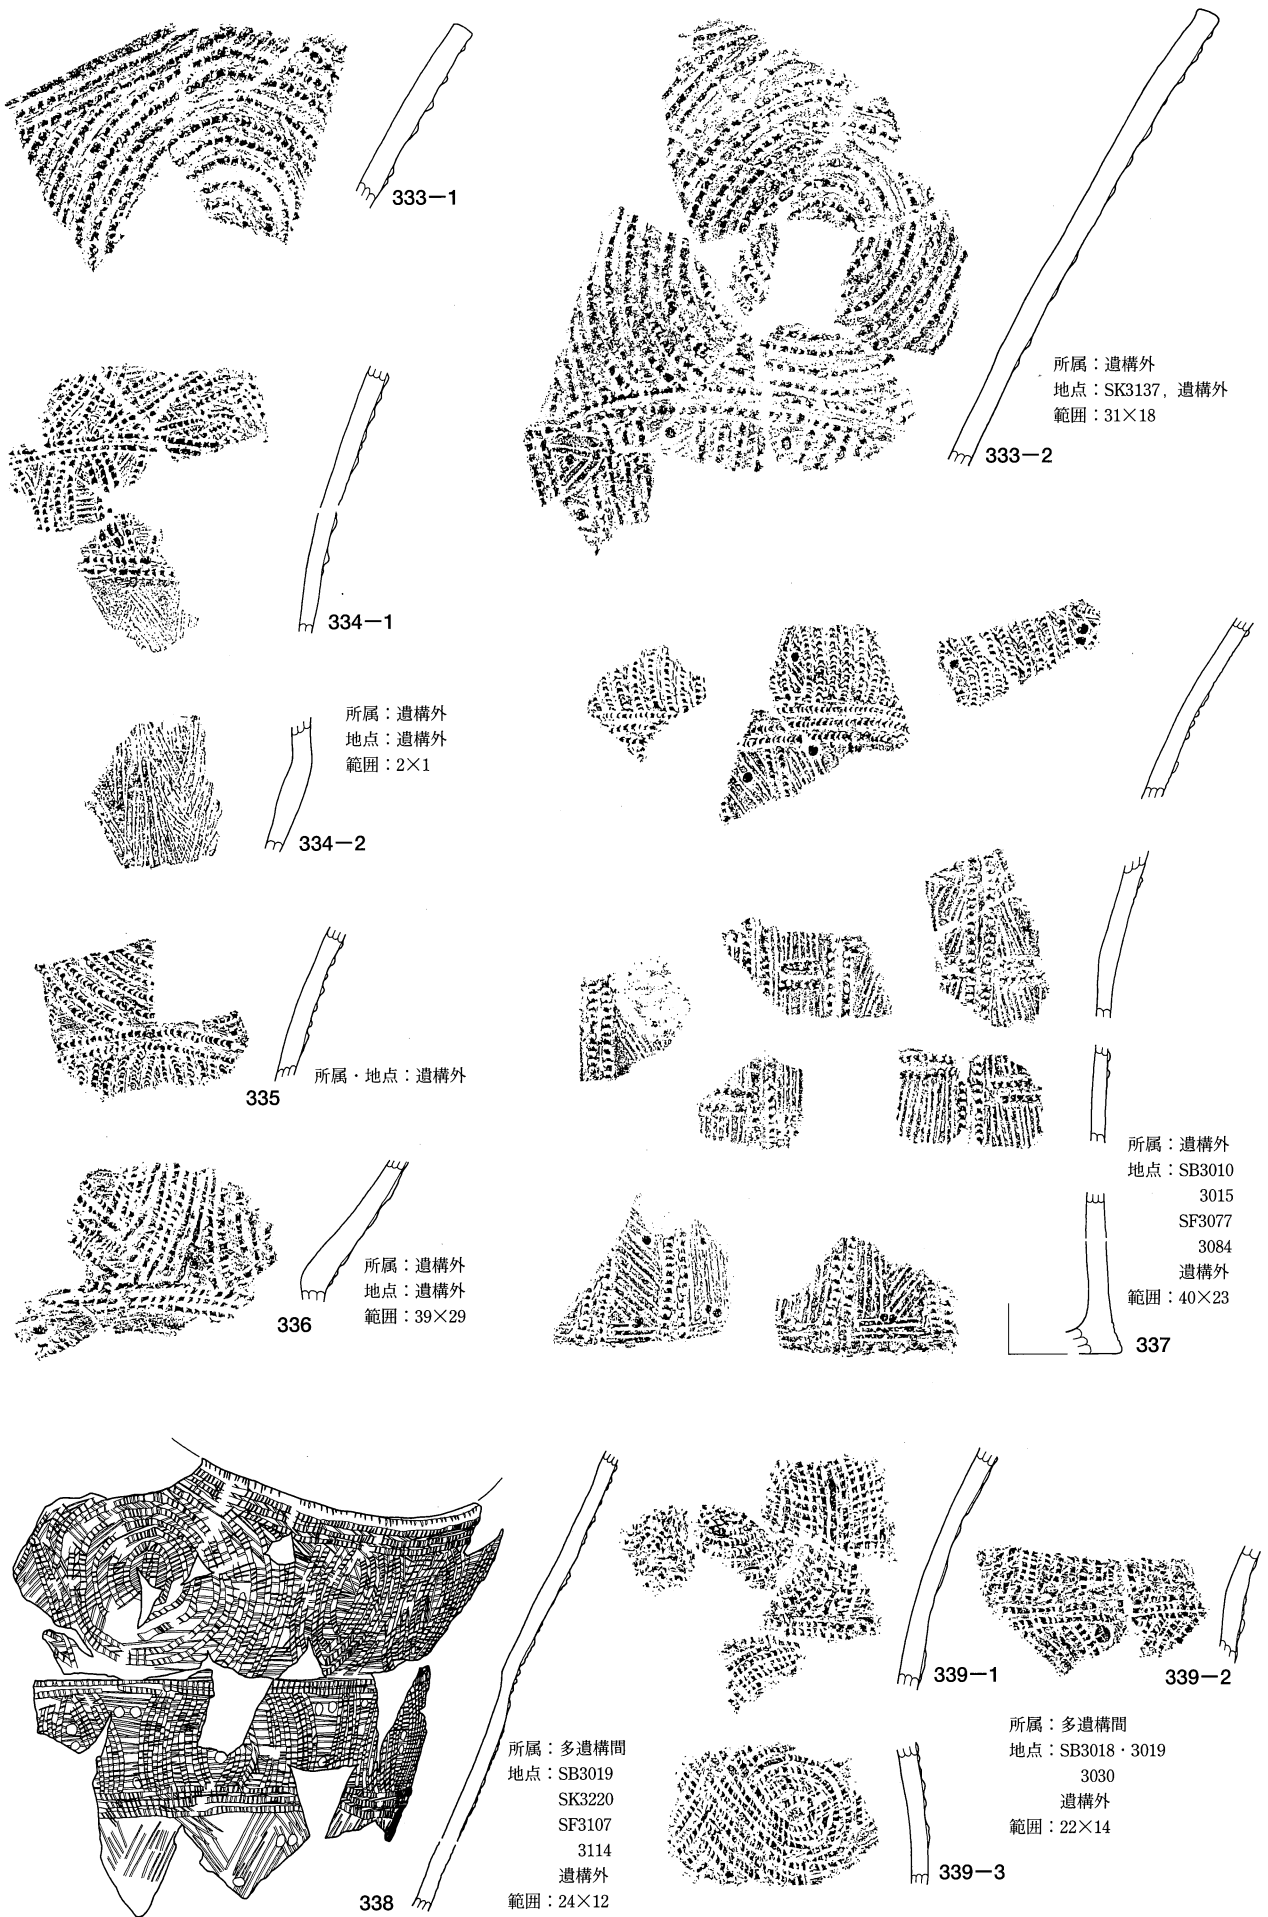 333-1
所属：遺構外
地点：SK3137，遺構外
範囲：31×18
333-2
334-1
所属：遺構外
地点：遺構外
範囲：2×1
334-2
335
所属・地点：遺構外
所属：遺構外
地点：遺構外
範囲：39×29
336
所属：遺構外
地点：SB3010
3015
SF3077
3084
遺構外
範囲：40×23
337
所属：多遺構間
地点：SB3019
SK3220
SF3107
3114
遺構外
範囲：24×12
338
339-1
339-2
所属：多遺構間
地点：SB3018・3019
3030
遺構外
範囲：22×14
339-3